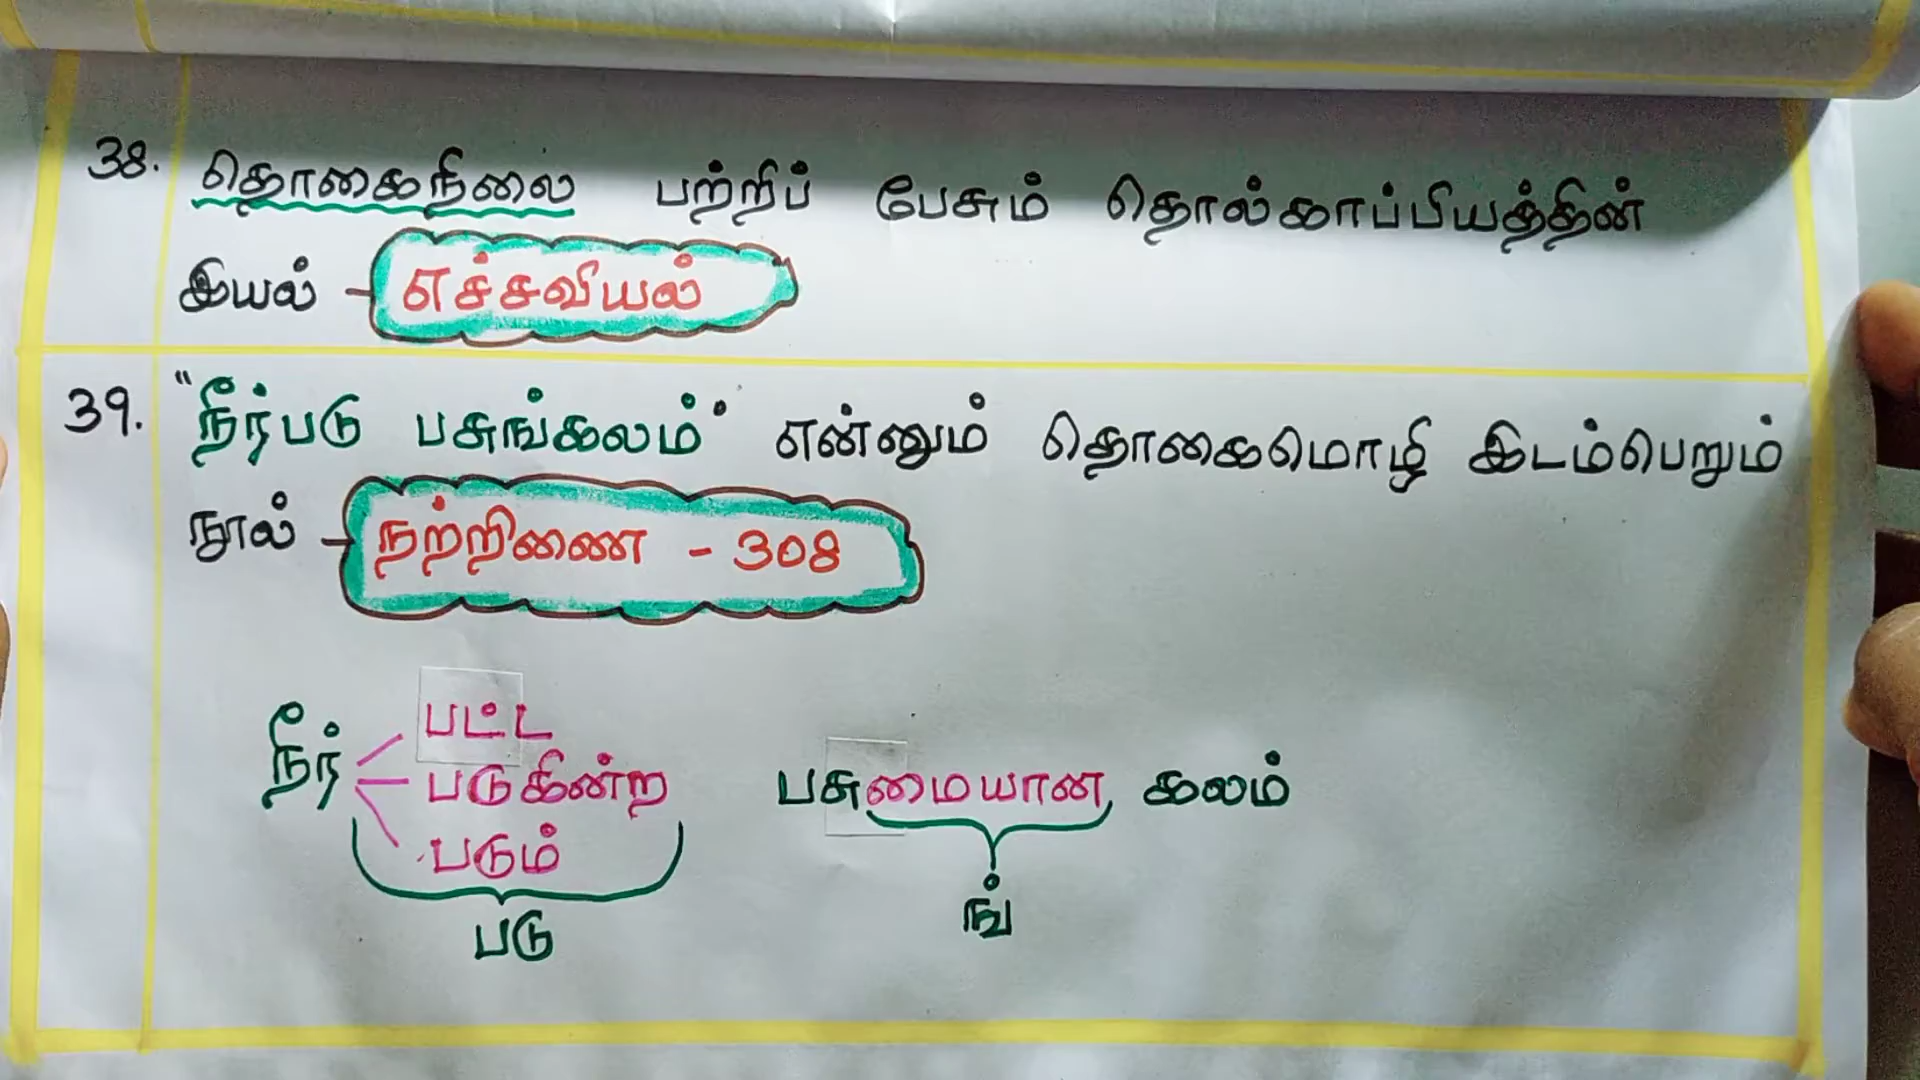 38. தொகைநிலை பற்றிப் பேசும் தொல்காப்பியத்தின்
இயல் - எச்சவியல்
39. "நீர்படு பசுங்கலம்" என்னும் தொகைமொழி இடம்பெறும்
நூல் - நற்றிணை - 308
பட்ட
நீர் படுகின்ற பசுமையான கலம்
படும்
படு ங்